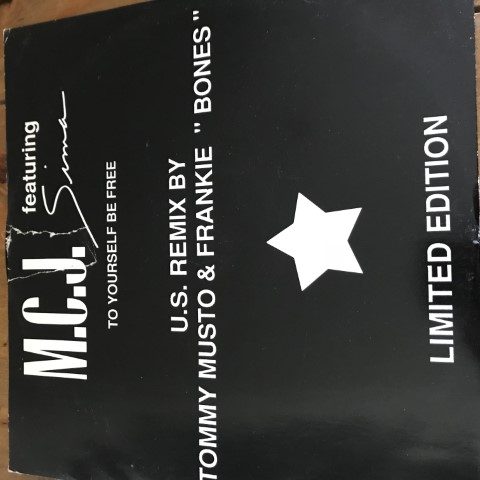 M.C.J. featuring Sima
TO YOURSELF BE FREE
U.S. REMIX BY
TOMMY MUSTO & FRANKIE " BONES "
LIMITED EDITION